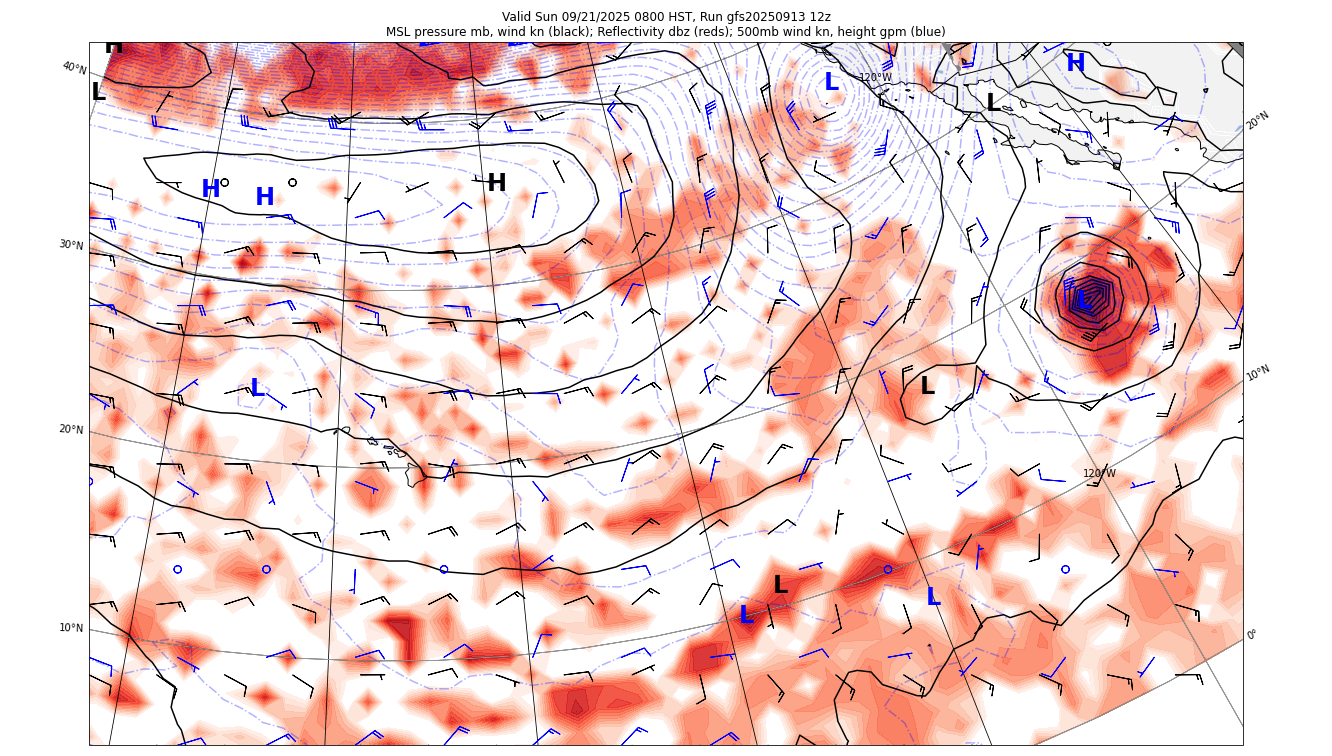 Valid Sun 09/21/2025 0800 HST, Run gfs20250913 12z
MSL pressure mb, wind kn (black); Reflectivity dbz (reds); 500mb wind kn, height gpm (blue)
H
40°N
L
L
120°W
H
L
20°N
H
H
H
30°N
L
L
L
10°N
20°N
120°W
L
L
L
10°N
0°